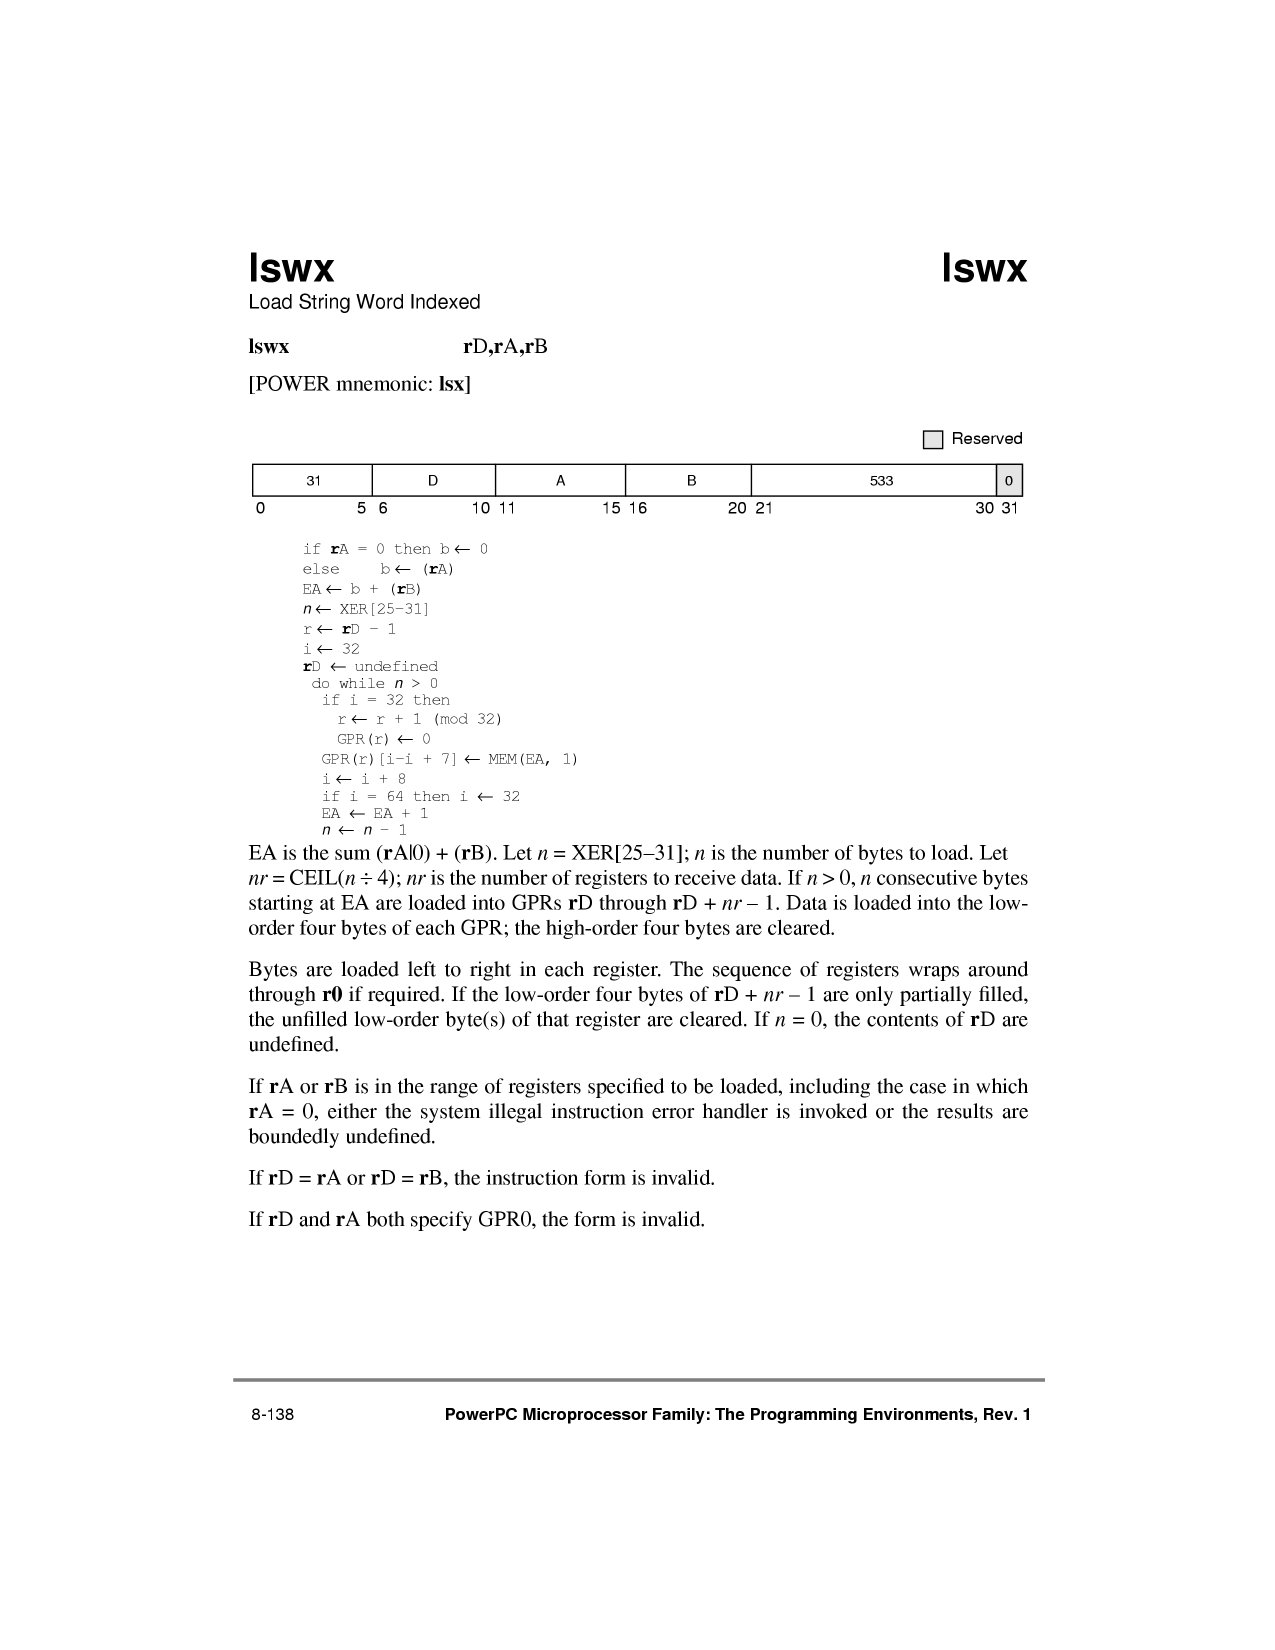 lswx lswx
Load String Word Indexed
lswx rD,rA,rB
[POWER mnemonic: lsx]
Reserved
31 D A B 533 0
0 5 6 10 11 15 16 20 21 30 31
if rA = 0 then b ← 0
else b ← (rA)
EA ← b + (rB)
n ← XER[25–31]
r ← rD – 1
i ← 32
rD ← undefined
do while n > 0
if i = 32 then
r ← r + 1 (mod 32)
GPR(r) ← 0
GPR(r)[i–i + 7] ← MEM(EA, 1)
i ← i + 8
if i = 64 then i ← 32
EA ← EA + 1
n ← n – 1
EA is the sum (rA|0) + (rB). Let n = XER[25–31]; n is the number of bytes to load. Let
nr = CEIL(n ÷ 4); nr is the number of registers to receive data. If n > 0, n consecutive bytes
starting at EA are loaded into GPRs rD through rD + nr – 1. Data is loaded into the low-
order four bytes of each GPR; the high-order four bytes are cleared.
Bytes are loaded left to right in each register. The sequence of registers wraps around
through r0 if required. If the low-order four bytes of rD + nr – 1 are only partially filled,
the unfilled low-order byte(s) of that register are cleared. If n = 0, the contents of rD are
undefined.
If rA or rB is in the range of registers specified to be loaded, including the case in which
rA = 0, either the system illegal instruction error handler is invoked or the results are
boundedly undefined.
If rD = rA or rD = rB, the instruction form is invalid.
If rD and rA both specify GPR0, the form is invalid.
8-138 PowerPC Microprocessor Family: The Programming Environments, Rev. 1